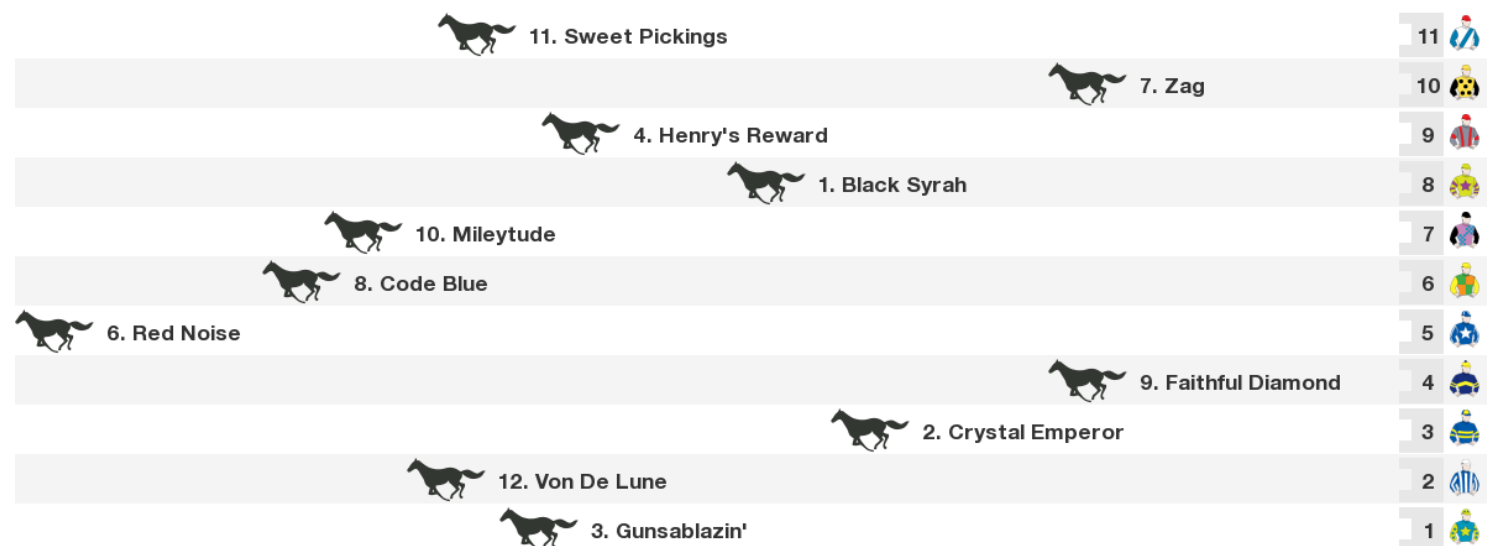 11. Sweet Pickings 11
7. Zag 10
4. Henry's Reward 9
1. Black Syrah 8
10. Mileytude 7
8. Code Blue 6
6. Red Noise 5
9. Faithful Diamond 4
2. Crystal Emperor 3
12. Von De Lune 2
3. Gunsablazin' 1